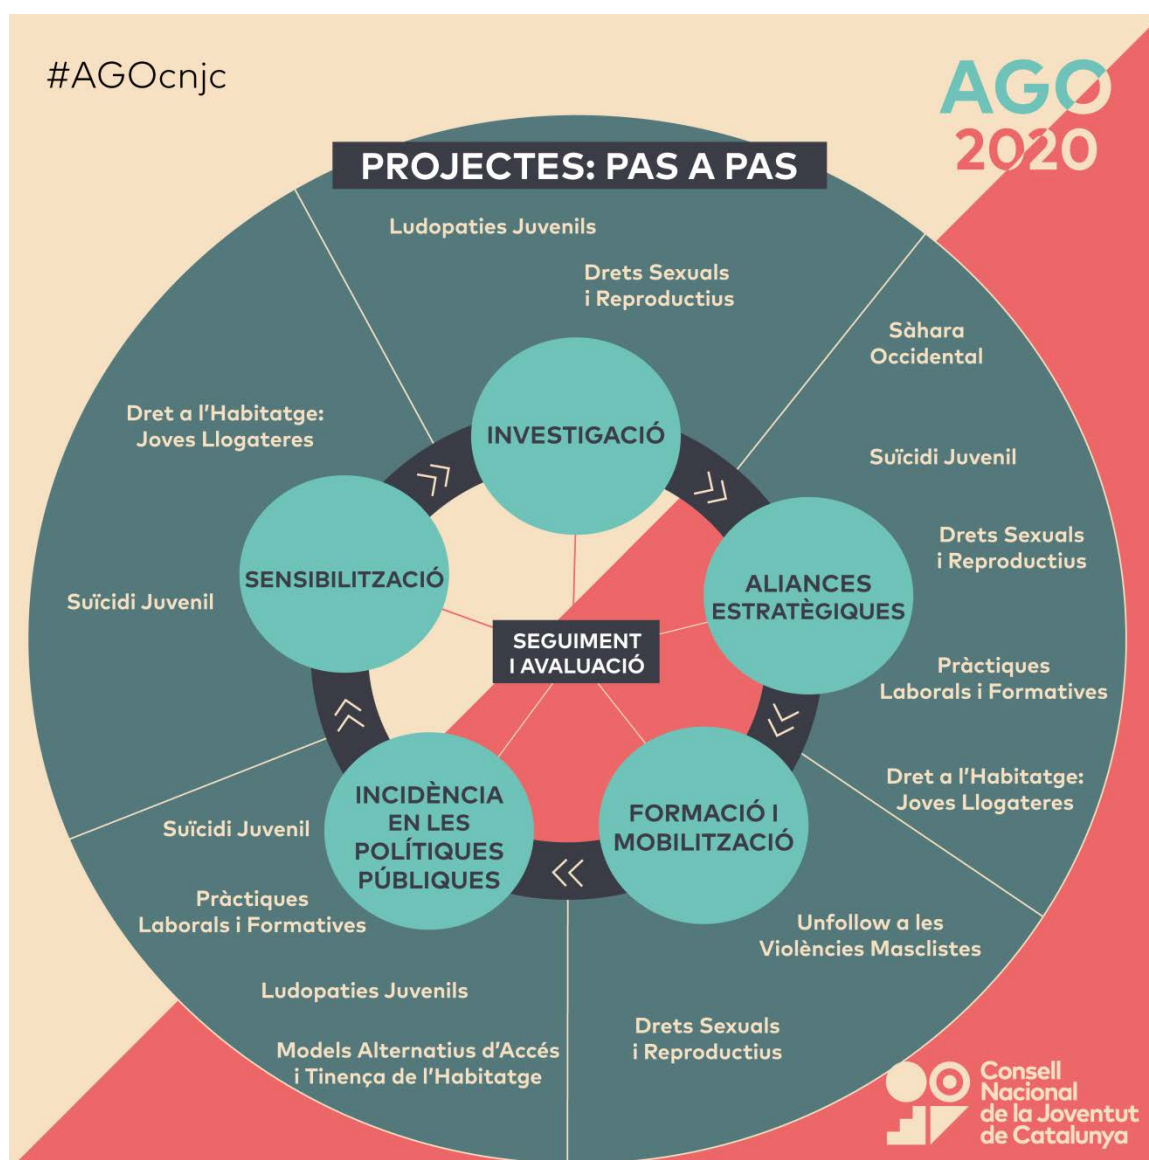 #AGOcnjc
AGO
2020
PROJECTES: PAS A PAS
Ludopaties Juvenils
Drets Sexuals
i Reproductius
INVESTIGACIÓ
Sàhara
Occidental
Suïcidi Juvenil
Drets Sexuals
i Reproductius
Pràctiques
Laborals i Formatives
Dret a l’Habitatge:
Joves Llogateres
ALIANCES
ESTRATÈGIQUES
Unfollow a les
Violències Masclistes
Drets Sexuals
i Reproductius
FORMACIÓ I
MOBILITZACIÓ
INCIDÈNCIA
EN LES
POLÍTIQUES
PÚBLIQUES
Suïcidi Juvenil
Pràctiques
Laborals i Formatives
Ludopaties Juvenils
Models Alternatius d’Accés
i Tinença de l’Habitatge
Dret a l’Habitatge:
Joves Llogateres
Suïcidi Juvenil
SENSIBILITZACIÓ
SEGUIMENT
I AVALUACIÓ
Consell
Nacional
de la Joventut
de Catalunya